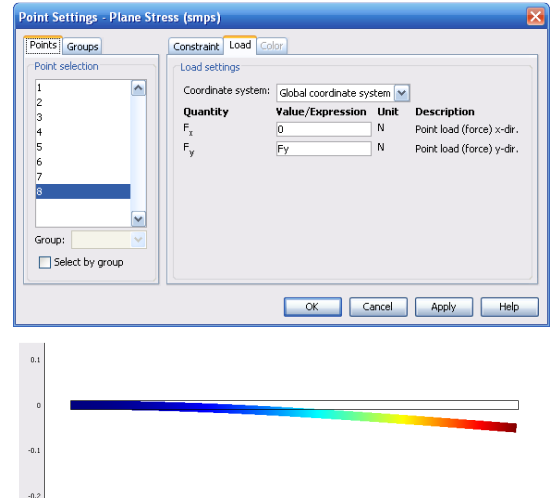 Point Settings - Plane Stress (smps)
Points Groups
Constraint Load Color
Point selection
1
2
3
4
5
6
7
8
Group:
Select by group
Load settings
Coordinate system: Global coordinate system
Quantity Value/Expression Unit Description
Fx 0 N Point load (force) x-dir.
Fy Fy N Point load (force) y-dir.
OK Cancel Apply Help
0.1
0
-0.1
-0.2